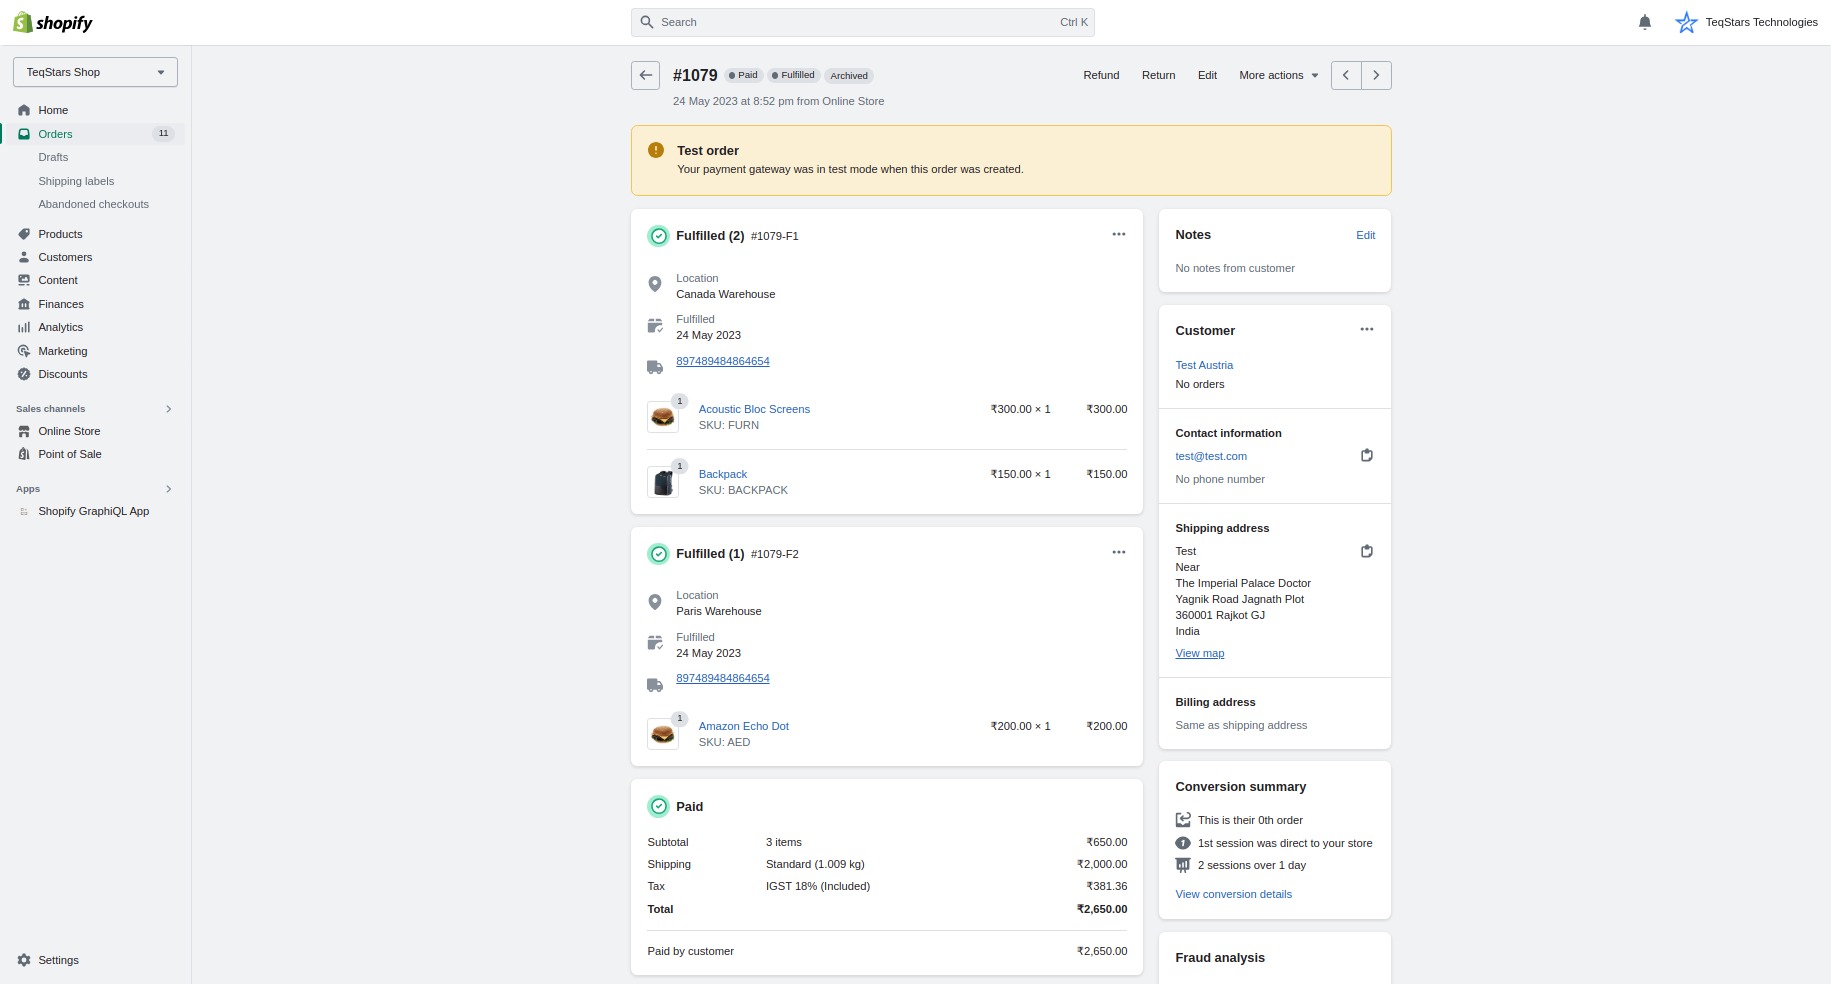 shopify
Search
Ctrl K
TeqStars Technologies
TeqStars Shop
Home
Orders
11
Drafts
Shipping labels
Abandoned checkouts
Products
Customers
Content
Finances
Analytics
Marketing
Discounts
Sales channels
Online Store
Point of Sale
Apps
Shopify GraphiQL App
Settings
#1079 Paid Fulfilled Archived
Refund Return Edit More actions
24 May 2023 at 8:52 pm from Online Store
Test order
Your payment gateway was in test mode when this order was created.
Fulfilled (2) #1079-F1
Location
Canada Warehouse
Fulfilled
24 May 2023
897489484864654
1
Acoustic Bloc Screens ₹300.00 × 1 ₹300.00
SKU: FURN
1
Backpack ₹150.00 × 1 ₹150.00
SKU: BACKPACK
Fulfilled (1) #1079-F2
Location
Paris Warehouse
Fulfilled
24 May 2023
897489484864654
1
Amazon Echo Dot ₹200.00 × 1 ₹200.00
SKU: AED
Paid
Subtotal 3 items ₹650.00
Shipping Standard (1.009 kg) ₹2,000.00
Tax IGST 18% (Included) ₹381.36
Total ₹2,650.00
Paid by customer ₹2,650.00
Notes Edit
No notes from customer
Customer
Test Austria
No orders
Contact information
test@test.com
No phone number
Shipping address
Test
Near
The Imperial Palace Doctor
Yagnik Road Jagnath Plot
360001 Rajkot GJ
India
View map
Billing address
Same as shipping address
Conversion summary
This is their 0th order
1st session was direct to your store
2 sessions over 1 day
View conversion details
Fraud analysis